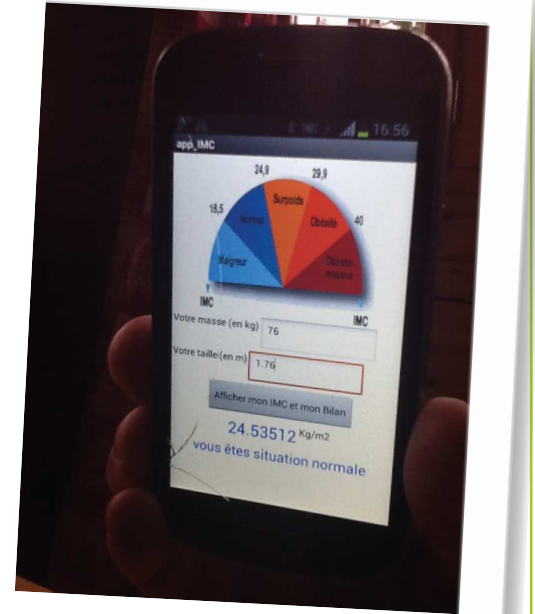 16:56
app_IMC
24,9
29,9
18,5
Surpoids
40
Normal
Obésité
Maigreur
Obésité
massive
IMC
IMC
Votre masse (en kg)
76
Votre taille (en m)
1.76
Afficher mon IMC et mon Bilan
24.53512 Kg/m2
vous êtes situation normale